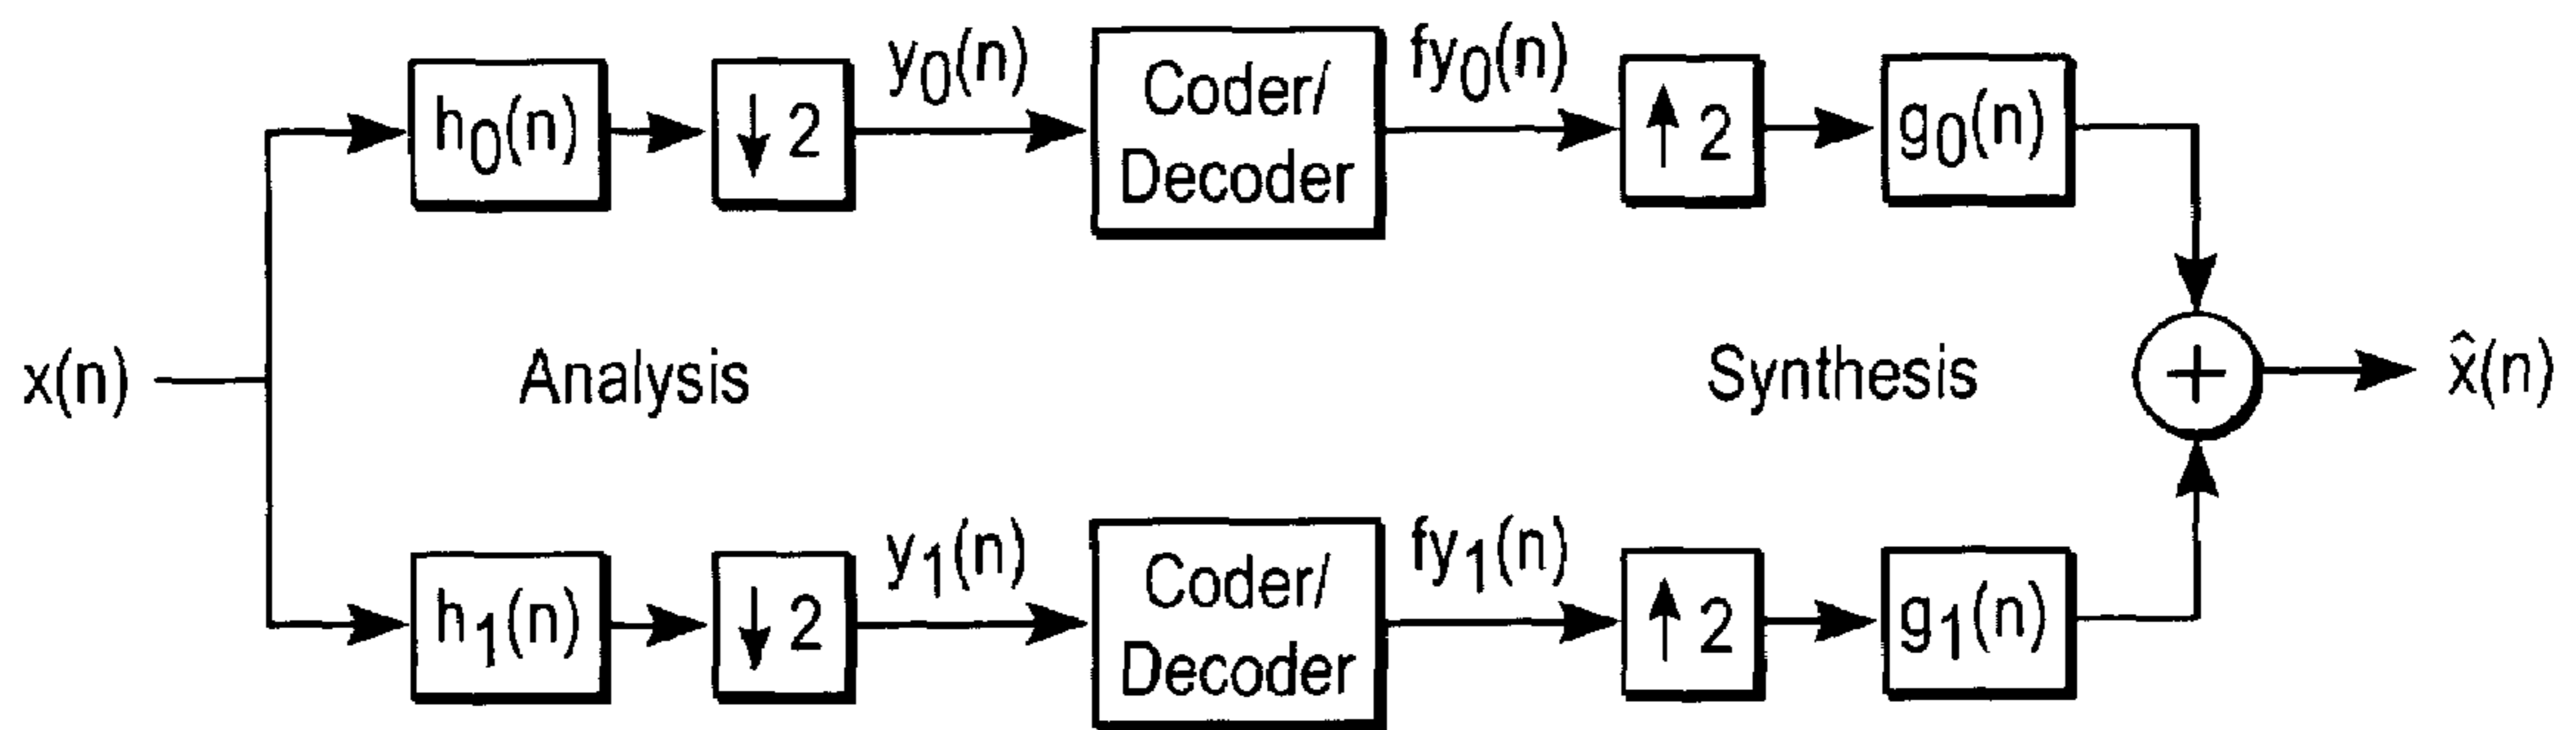 h₀(n)
↓ 2
y₀(n)
Coder/
Decoder
fy₀(n)
↑ 2
g₀(n)
x(n)
Analysis
Synthesis
+
x̂(n)
h₁(n)
↓ 2
y₁(n)
Coder/
Decoder
fy₁(n)
↑ 2
g₁(n)